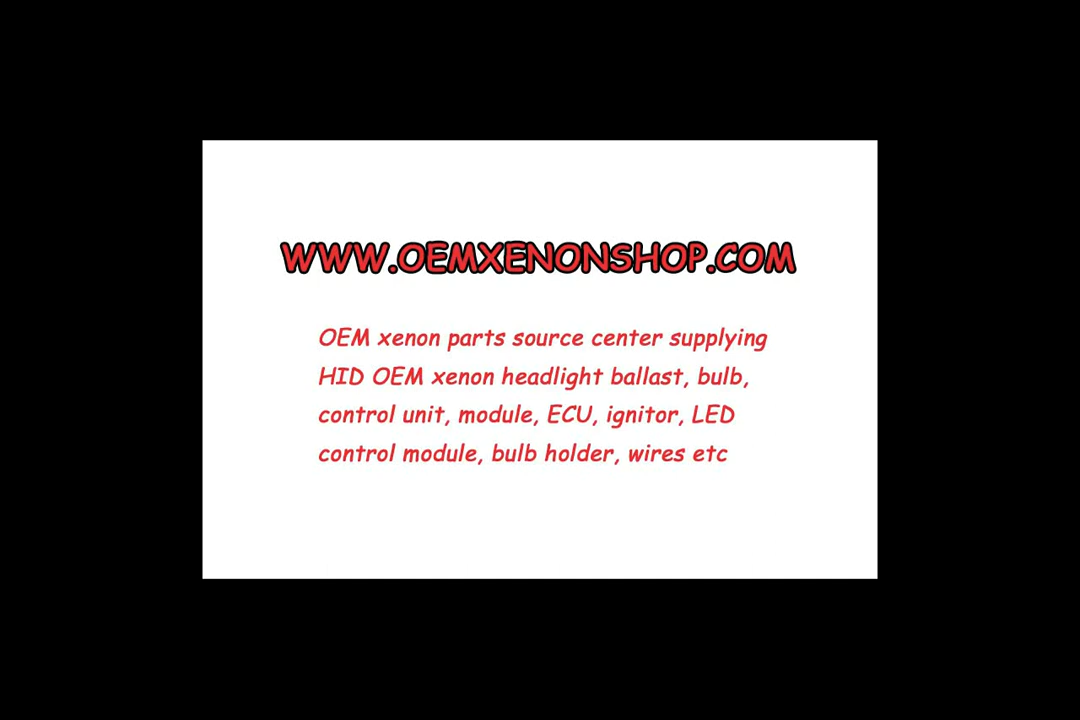 WWW.OEMXENONSHOP.COM
OEM xenon parts source center supplying
HID OEM xenon headlight ballast, bulb,
control unit, module, ECU, ignitor, LED
control module, bulb holder, wires etc